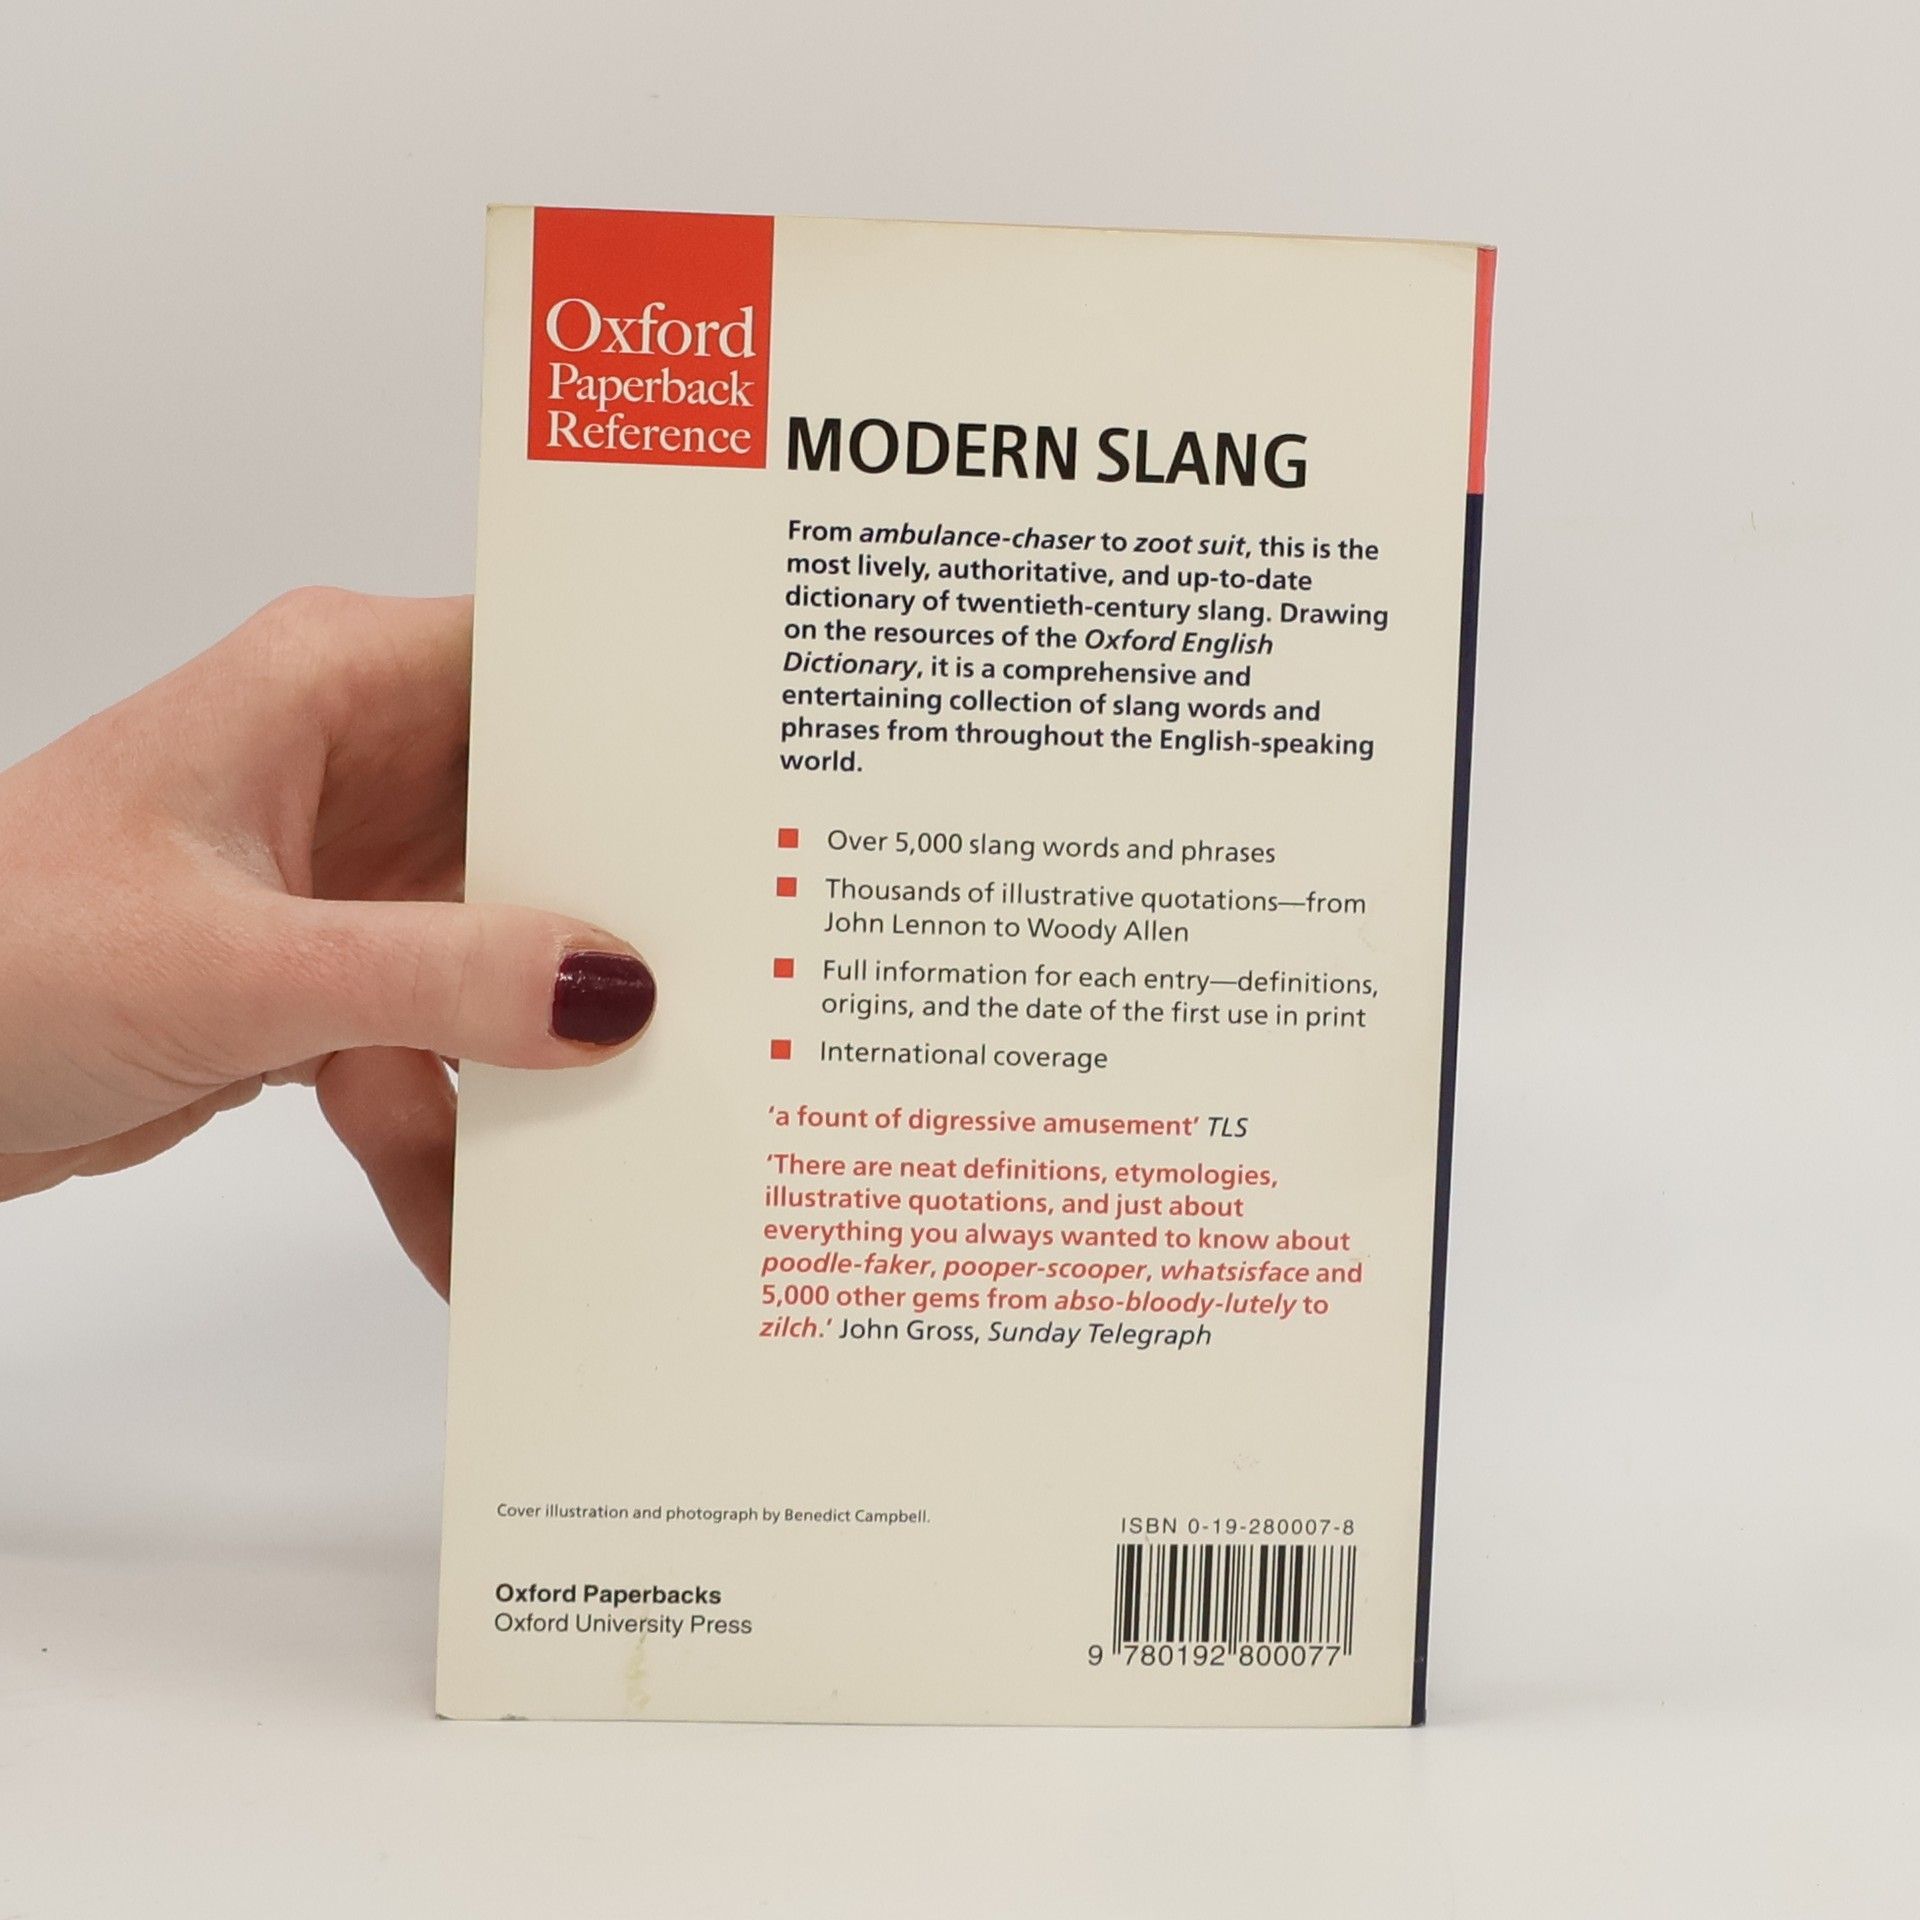 Oxford
Paperback
Reference
MODERN SLANG
From ambulance-chaser to zoot suit, this is the
most lively, authoritative, and up-to-date
dictionary of twentieth-century slang. Drawing
on the resources of the Oxford English
Dictionary, it is a comprehensive and
entertaining collection of slang words and
phrases from throughout the English-speaking
world.
■ Over 5,000 slang words and phrases
■ Thousands of illustrative quotations—from
John Lennon to Woody Allen
■ Full information for each entry—definitions,
origins, and the date of the first use in print
■ International coverage
‘a fount of digressive amusement’ TLS
‘There are neat definitions, etymologies,
illustrative quotations, and just about
everything you always wanted to know about
poodle-faker, pooper-scooper, whatsisface and
5,000 other gems from abso-bloody-lutely to
zilch.’ John Gross, Sunday Telegraph
Cover illustration and photograph by Benedict Campbell.
Oxford Paperbacks
Oxford University Press
ISBN 0-19-280007-8
9 780192 800077